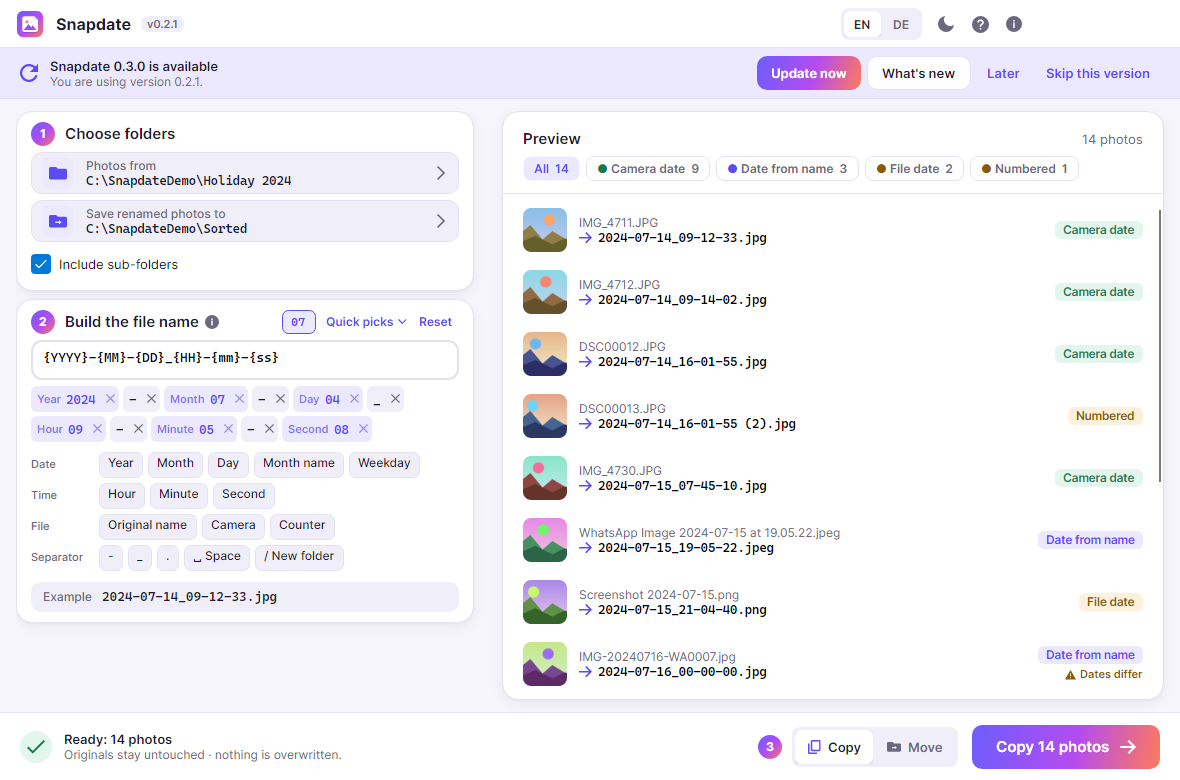 Snapdate v0.2.1
EN DE
Snapdate 0.3.0 is available
You are using version 0.2.1.
Update now What's new Later Skip this version
1 Choose folders
Photos from
C:\SnapdateDemo\Holiday 2024
Save renamed photos to
C:\SnapdateDemo\Sorted
Include sub-folders
2 Build the file name 07 Quick picks Reset
{YYYY}-{MM}-{DD}_{HH}-{mm}-{ss}
Year 2024 × - × Month 07 × - × Day 04 × _ ×
Hour 09 × - × Minute 05 × - × Second 08 ×
Date Year Month Day Month name Weekday
Time Hour Minute Second
File Original name Camera Counter
Separator - _ . ␣ Space / New folder
Example 2024-07-14_09-12-33.jpg
Preview 14 photos
All 14 Camera date 9 Date from name 3 File date 2 Numbered 1
IMG_4711.JPG
→ 2024-07-14_09-12-33.jpg Camera date
IMG_4712.JPG
→ 2024-07-14_09-14-02.jpg Camera date
DSC00012.JPG
→ 2024-07-14_16-01-55.jpg Camera date
DSC00013.JPG
→ 2024-07-14_16-01-55 (2).jpg Numbered
IMG_4730.JPG
→ 2024-07-15_07-45-10.jpg Camera date
WhatsApp Image 2024-07-15 at 19.05.22.jpeg
→ 2024-07-15_19-05-22.jpeg Date from name
Screenshot 2024-07-15.png
→ 2024-07-15_21-04-40.png File date
IMG-20240716-WA0007.jpg Date from name
→ 2024-07-16_00-00-00.jpg Dates differ
Ready: 14 photos
Originals stay untouched · nothing is overwritten.
3 Copy Move Copy 14 photos →